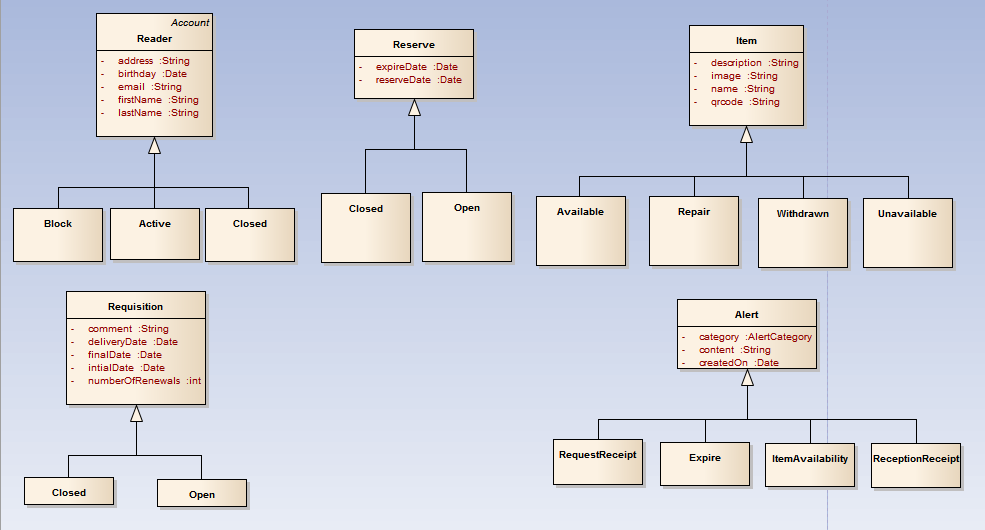 Account
Reader
- address :String
- birthday :Date
- email :String
- firstName :String
- lastName :String
Block
Active
Closed
Reserve
- expireDate :Date
- reserveDate :Date
Closed
Open
Item
- description :String
- image :String
- name :String
- qrcode :String
Available
Repair
Withdrawn
Unavailable
Requisition
- comment :String
- deliveryDate :Date
- finalDate :Date
- intialDate :Date
- numberOfRenewals :int
Closed
Open
Alert
- category :AlertCategory
- content :String
- createdOn :Date
RequestReceipt
Expire
ItemAvailability
ReceptionReceipt